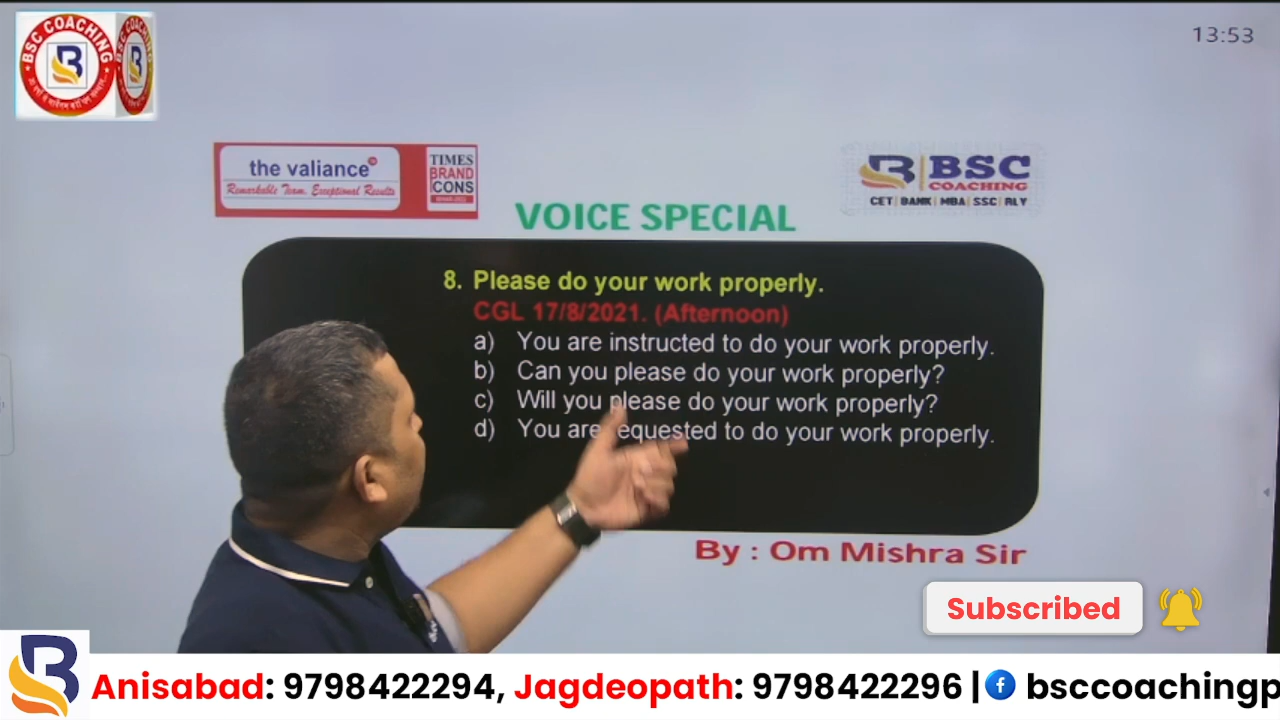 BSC COACHING
13:53
the valiance
Remarkable Team, Exceptional Results
TIMES
BRAND
ICONS
BSC
COACHING
CET | BANK | MBA | SSC | RLY
VOICE SPECIAL
8. Please do your work properly.
CGL 17/8/2021. (Afternoon)
a) You are instructed to do your work properly.
b) Can you please do your work properly?
c) Will you please do your work properly?
d) You are requested to do your work properly.
By : Om Mishra Sir
Subscribed
Anisabad: 9798422294, Jagdeopath: 9798422296 | bsccoachingp